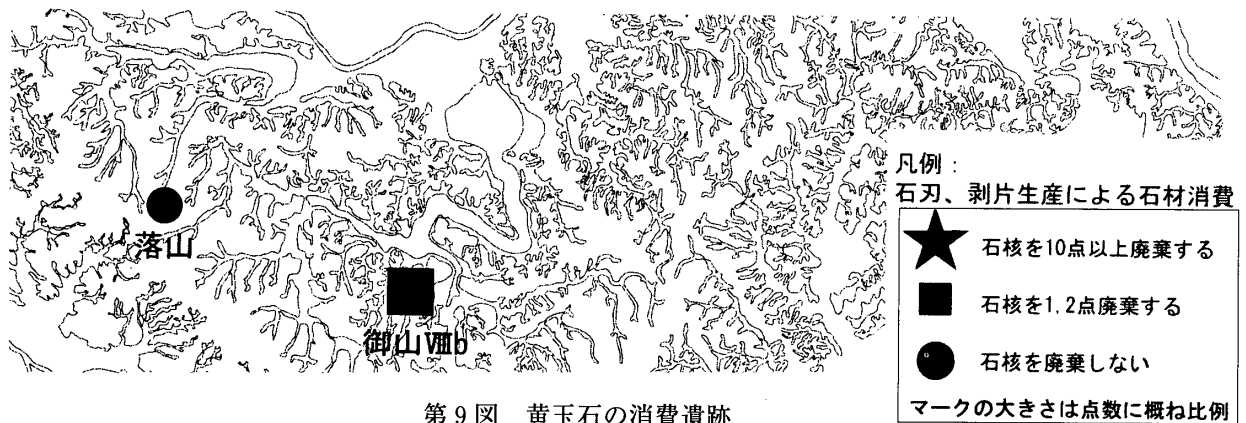 落山
御山Ⅷb
凡例：
石刃、剥片生産による石材消費
石核を10点以上廃棄する
石核を1,2点廃棄する
石核を廃棄しない
マークの大きさは点数に概ね比例
第9図　黄玉石の消費遺跡